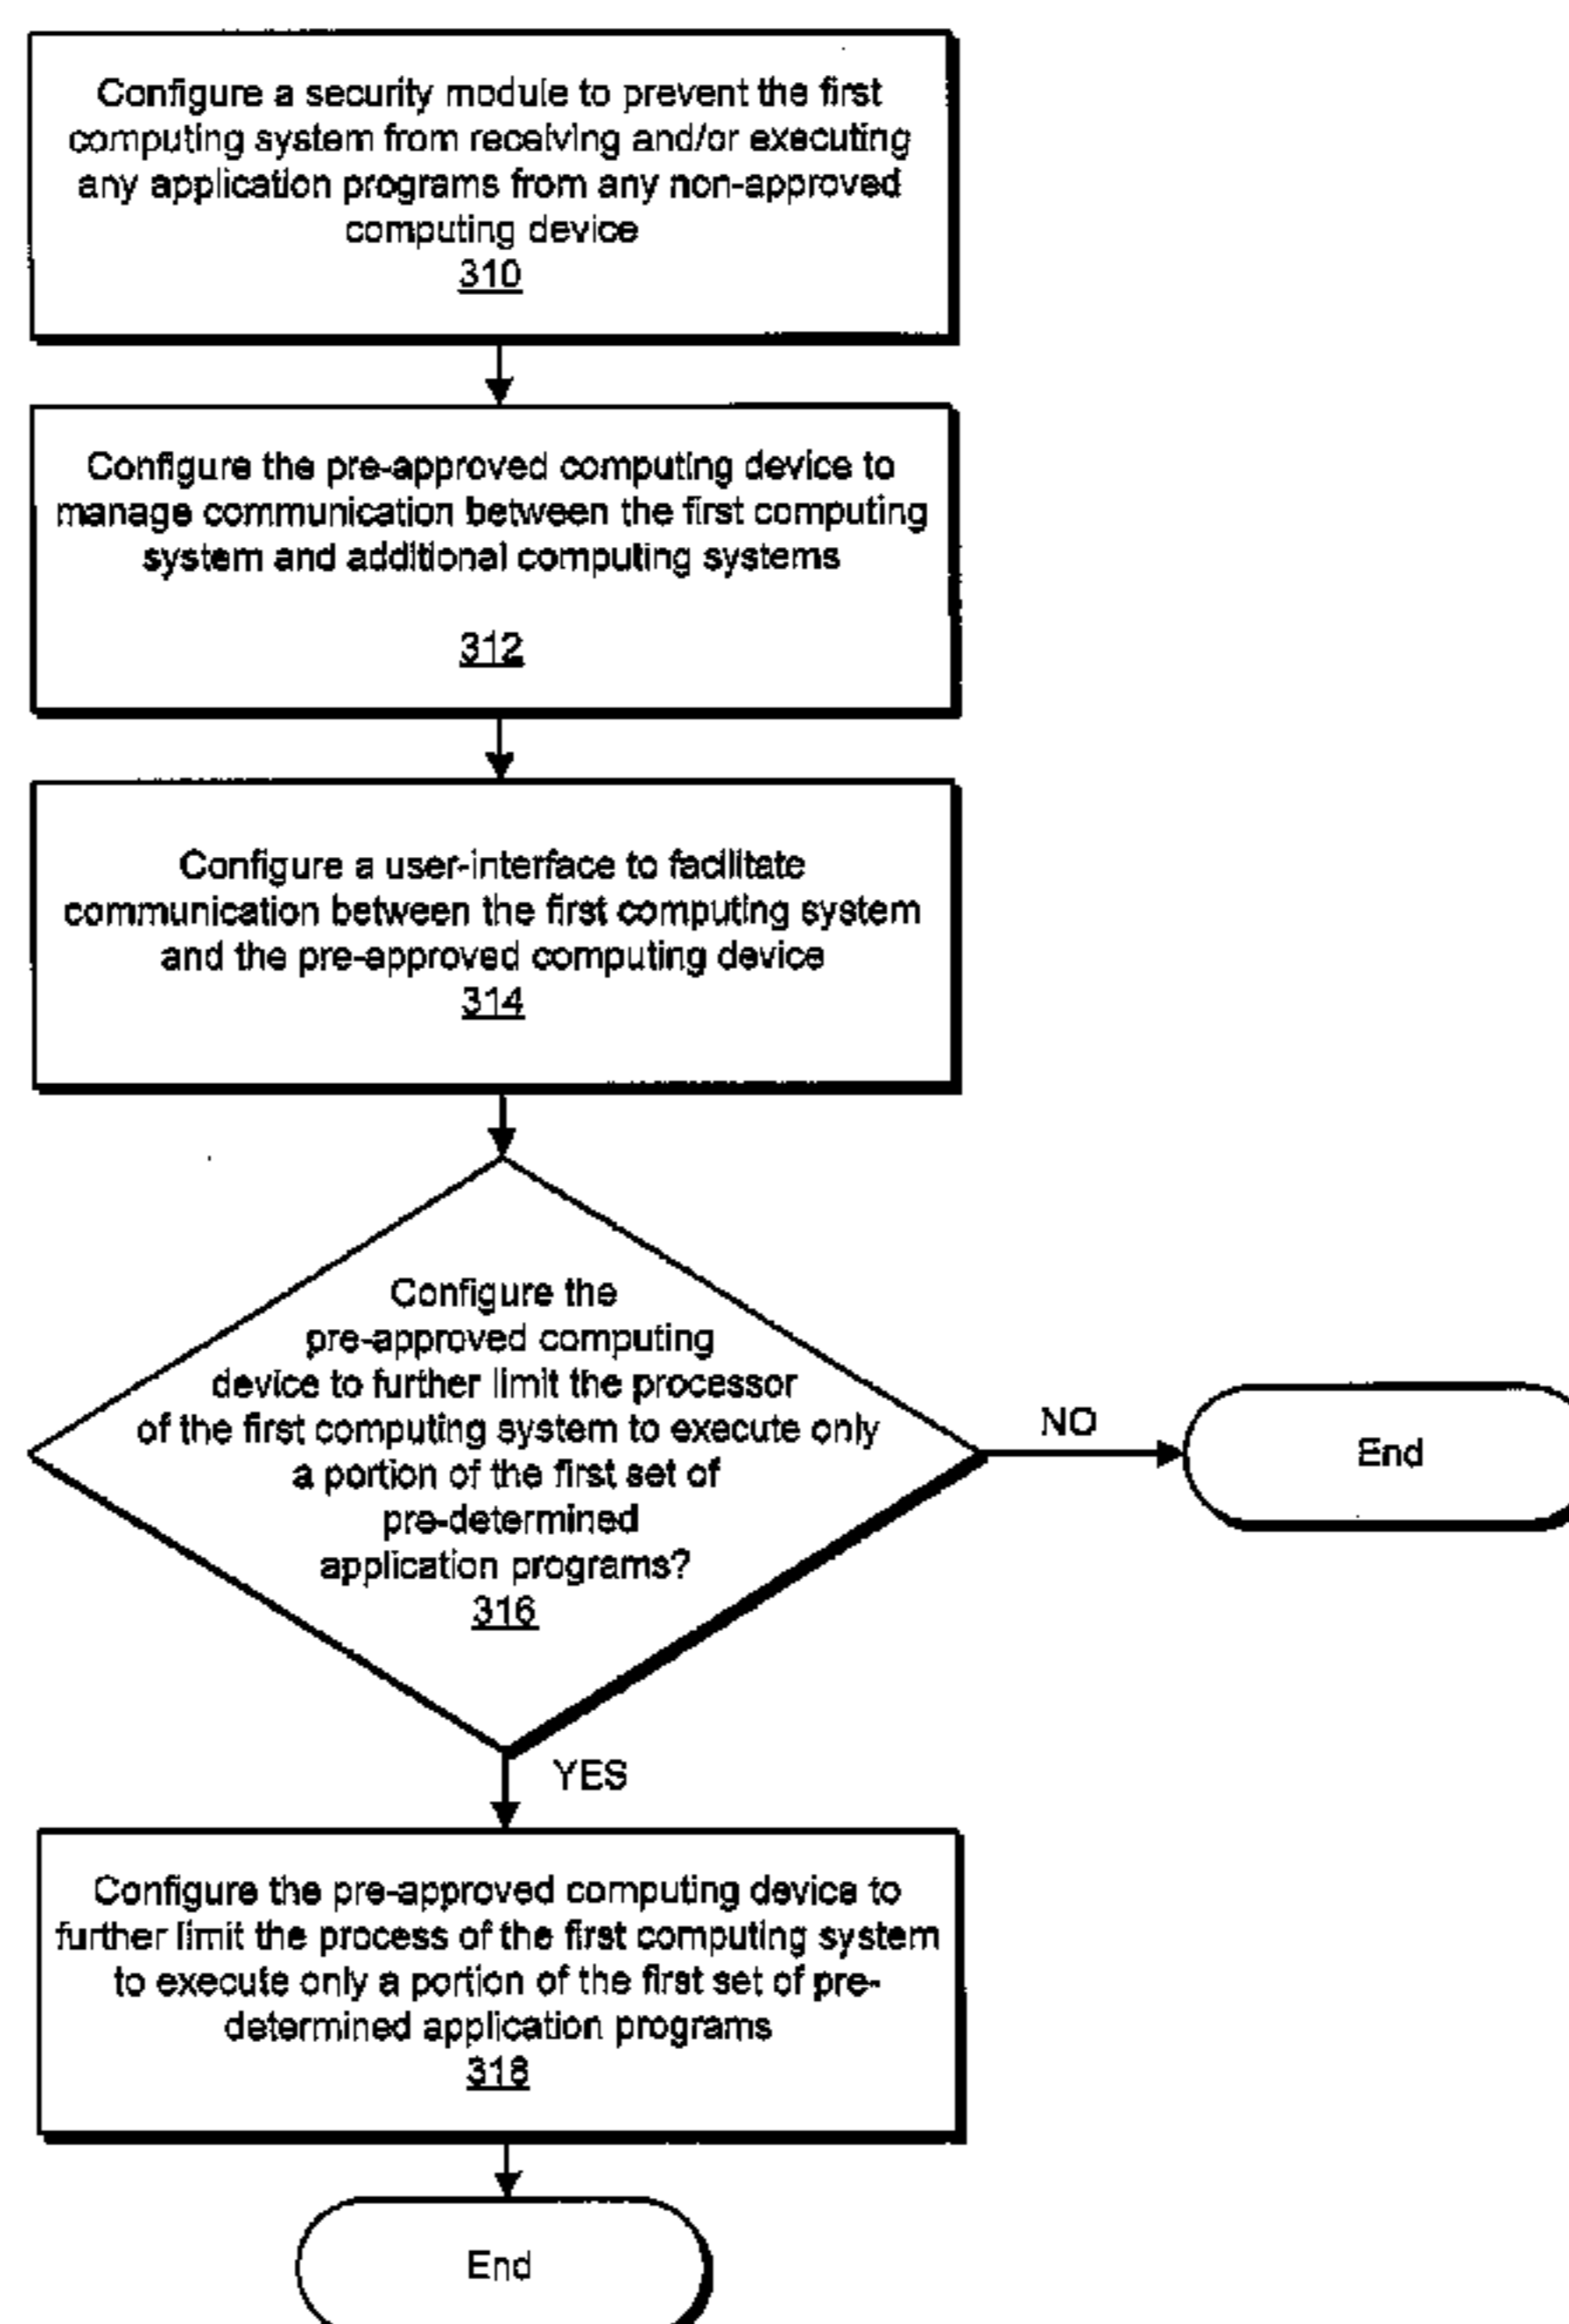 Configure a security module to prevent the first
computing system from receiving and/or executing
any application programs from any non-approved
computing device
310
Configure the pre-approved computing device to
manage communication between the first computing
system and additional computing systems
312
Configure a user-interface to facilitate
communication between the first computing system
and the pre-approved computing device
314
Configure the
pre-approved computing
device to further limit the processor
of the first computing system to execute only
a portion of the first set of
pre-determined
application programs?
316
NO
End
YES
Configure the pre-approved computing device to
further limit the process of the first computing system
to execute only a portion of the first set of pre-
determined application programs
318
End